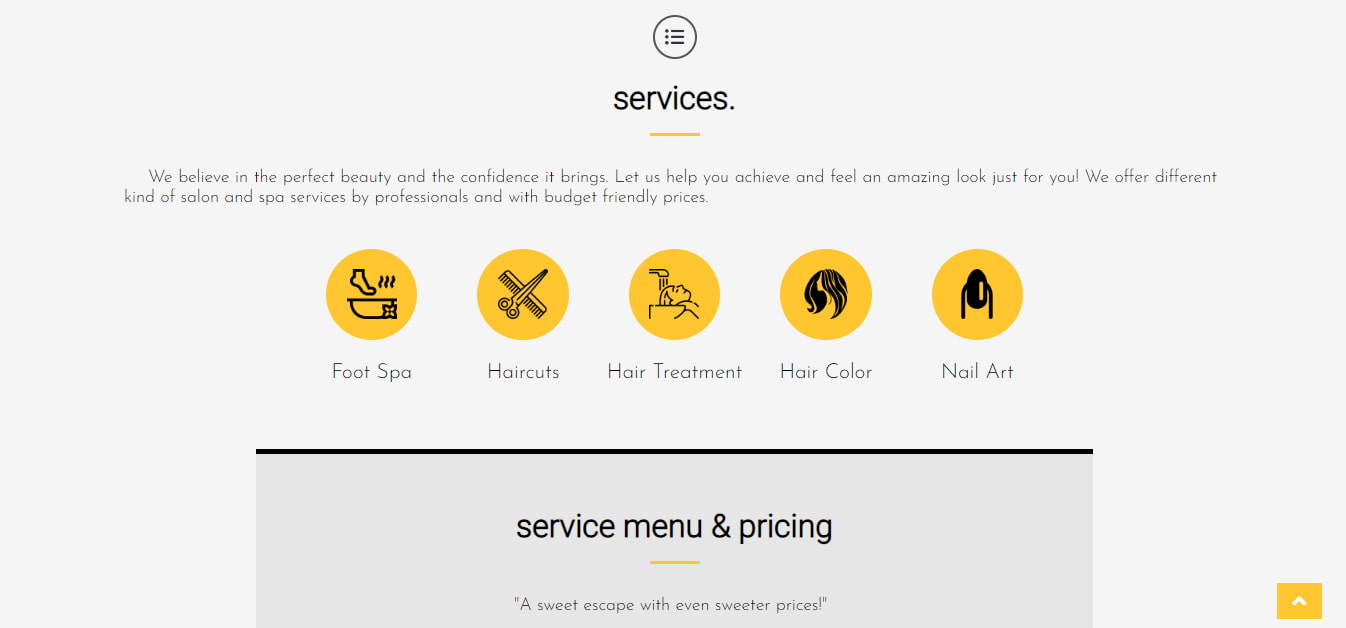 services.
We believe in the perfect beauty and the confidence it brings. Let us help you achieve and feel an amazing look just for you! We offer different
kind of salon and spa services by professionals and with budget friendly prices.
Foot Spa Haircuts Hair Treatment Hair Color Nail Art
service menu & pricing
"A sweet escape with even sweeter prices!"